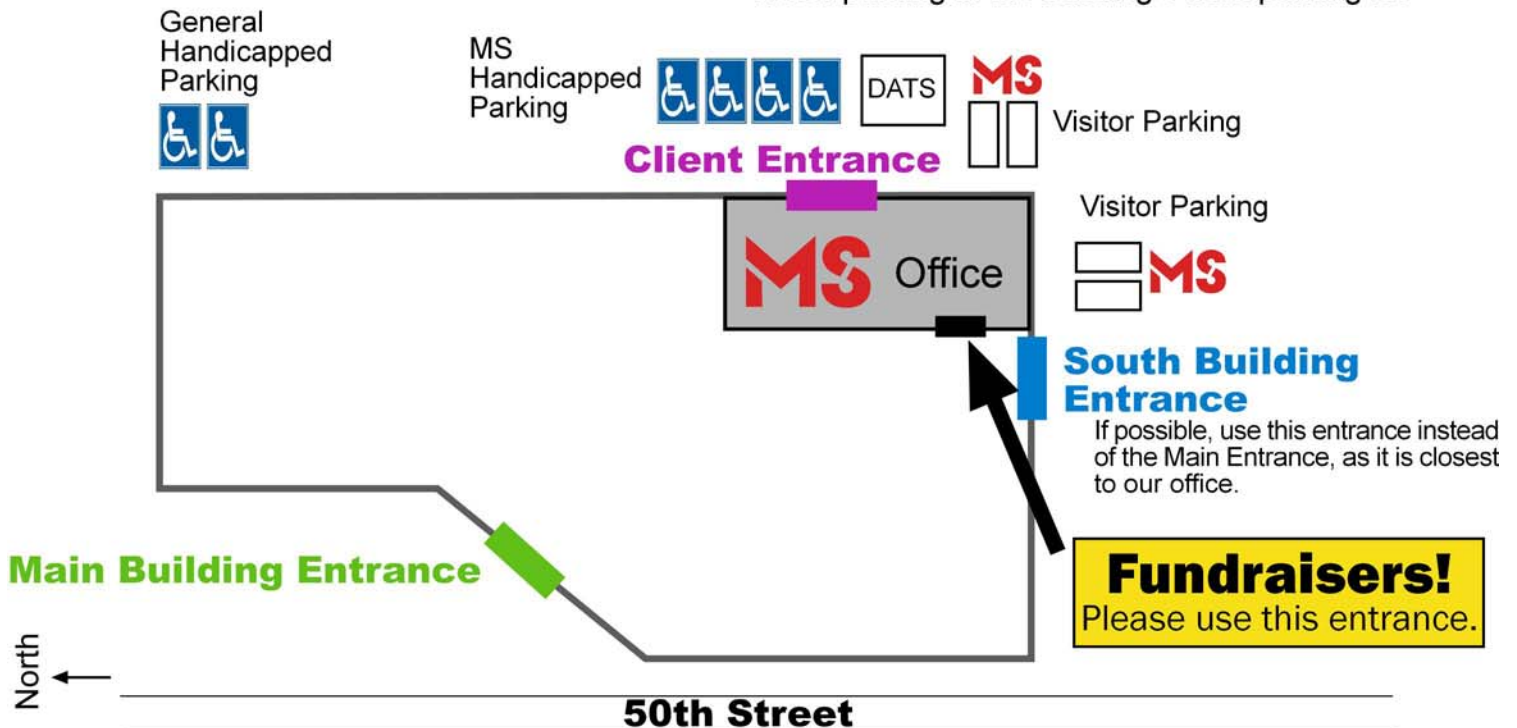 General
Handicapped
Parking
MS
Handicapped
Parking
DATS
MS
Visitor Parking
Client Entrance
Visitor Parking
MS
MS Office
South Building
Entrance
If possible, use this entrance instead
of the Main Entrance, as it is closest
to our office.
Main Building Entrance
Fundraisers!
Please use this entrance.
North
50th Street